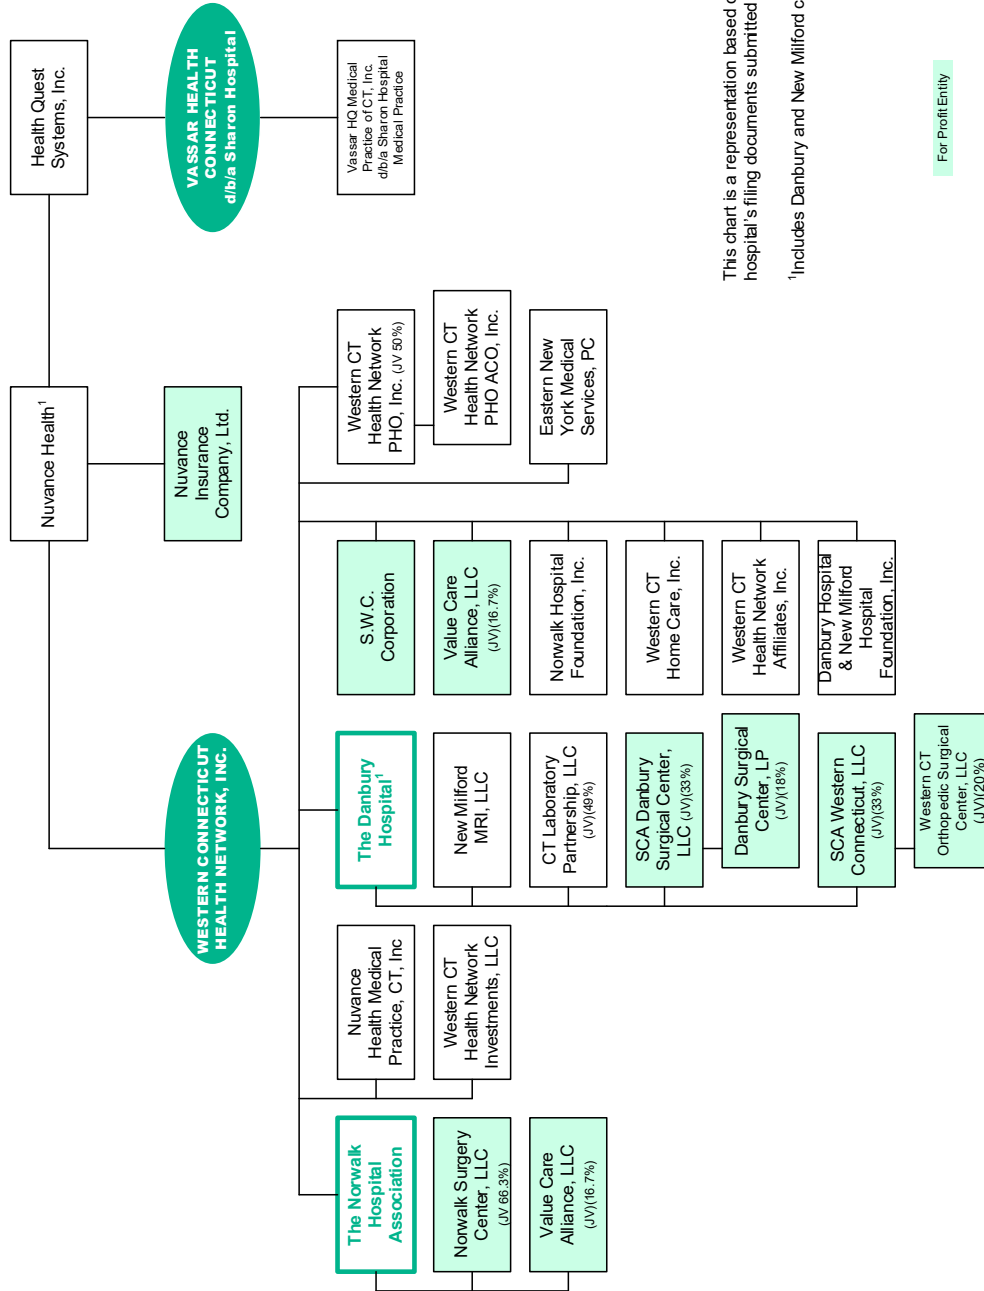 Nuvance Health¹
Health Quest
Systems, Inc.
WESTERN CONNECTICUT
HEALTH NETWORK, INC.
Nuvance
Insurance
Company, Ltd.
VASSAR HEALTH
CONNECTICUT
d/b/a Sharon Hospital
The Norwalk
Hospital
Association
Nuvance
Health Medical
Practice, CT, Inc
The Danbury
Hospital¹
S.W.C.
Corporation
Western CT
Health Network
PHO, Inc. (JV 50%)
Vassar HQ Medical
Practice of CT, Inc.
d/b/a Sharon Hospital
Medical Practice
Norwalk Surgery
Center, LLC
(JV 66.3%)
Western CT
Health Network
Investments, LLC
New Milford
MRI, LLC
Value Care
Alliance, LLC
(JV)(16.7%)
Western CT
Health Network
PHO ACO, Inc.
Value Care
Alliance, LLC
(JV)(16.7%)
CT Laboratory
Partnership, LLC
(JV)(49%)
Norwalk Hospital
Foundation, Inc.
Eastern New
York Medical
Services, PC
SCA Danbury
Surgical Center,
LLC (JV)(33%)
Western CT
Home Care, Inc.
Danbury Surgical
Center, LP
(JV)(18%)
Western CT
Health Network
Affiliates, Inc.
SCA Western
Connecticut, LLC
(JV)(33%)
Danbury Hospital
& New Milford
Hospital
Foundation, Inc.
Western CT
Orthopedic Surgical
Center, LLC
(JV)(20%)
This chart is a representation based
hospital's filing documents submitted
¹Includes Danbury and New Milford
For Profit Entity